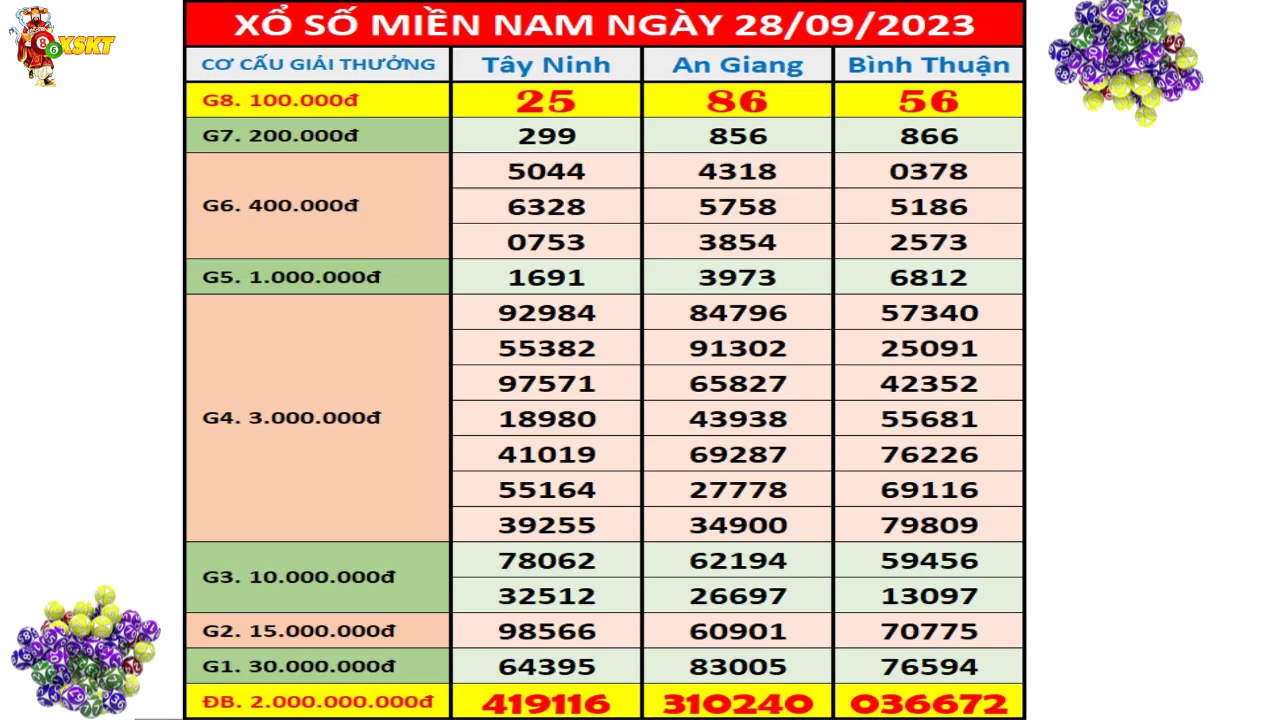 XSKT
XỔ SỐ MIỀN NAM NGÀY 28/09/2023
CƠ CẤU GIẢI THƯỞNG Tây Ninh An Giang Bình Thuận
G8. 100.000đ 25 86 56
G7. 200.000đ 299 856 866
5044 4318 0378
G6. 400.000đ 6328 5758 5186
0753 3854 2573
G5. 1.000.000đ 1691 3973 6812
92984 84796 57340
55382 91302 25091
97571 65827 42352
G4. 3.000.000đ 18980 43938 55681
41019 69287 76226
55164 27778 69116
39255 34900 79809
G3. 10.000.000đ 78062 62194 59456
32512 26697 13097
G2. 15.000.000đ 98566 60901 70775
G1. 30.000.000đ 64395 83005 76594
ĐB. 2.000.000.000đ 419116 310240 036672